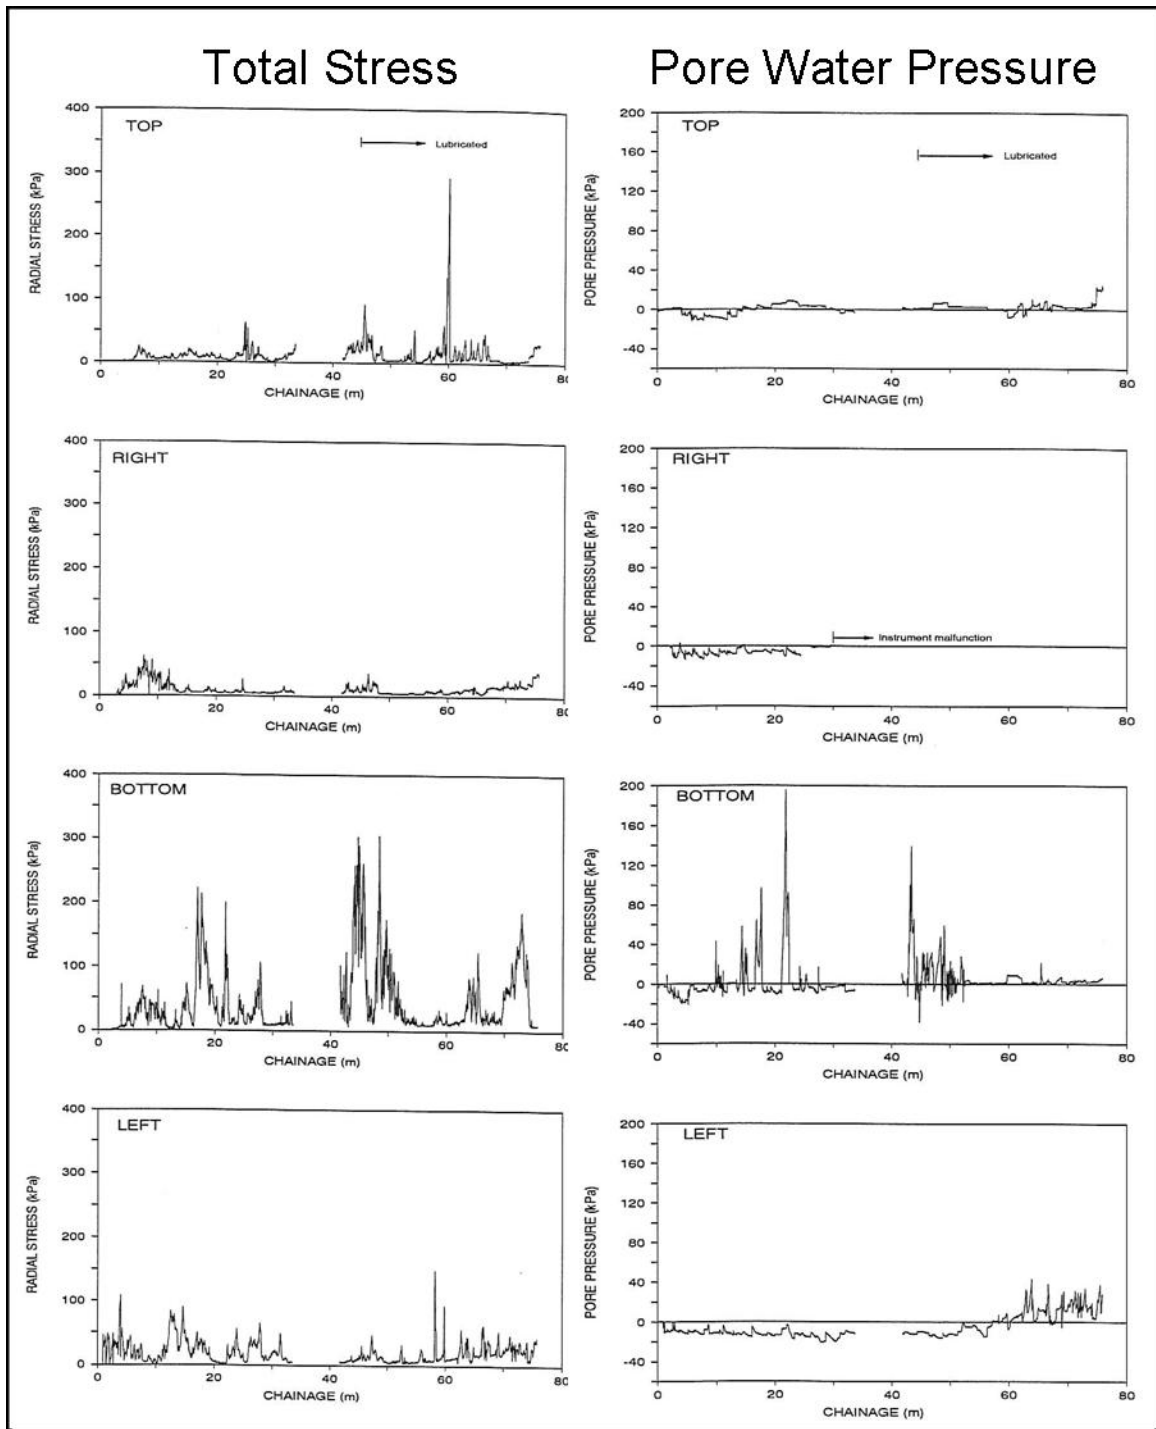 Total Stress Pore Water Pressure
400
300
200
100
0
RADIAL STRESS (kPa)
TOP
Lubricated
0 20 40 60 80
CHAINAGE (m)
200
160
120
80
40
0
-40
PORE PRESSURE (kPa)
TOP
Lubricated
0 20 40 60 80
CHAINAGE (m)
400
300
200
100
0
RADIAL STRESS (kPa)
RIGHT
0 20 40 60 80
CHAINAGE (m)
200
160
120
80
40
0
-40
PORE PRESSURE (kPa)
RIGHT
Instrument malfunction
0 20 40 60 80
CHAINAGE (m)
400
300
200
100
0
RADIAL STRESS (kPa)
BOTTOM
0 20 40 60 80
CHAINAGE (m)
200
160
120
80
40
0
-40
PORE PRESSURE (kPa)
BOTTOM
0 20 40 60 80
CHAINAGE (m)
400
300
200
100
0
RADIAL STRESS (kPa)
LEFT
0 20 40 60 80
CHAINAGE (m)
200
160
120
80
40
0
-40
PORE PRESSURE (kPa)
LEFT
0 20 40 60 80
CHAINAGE (m)